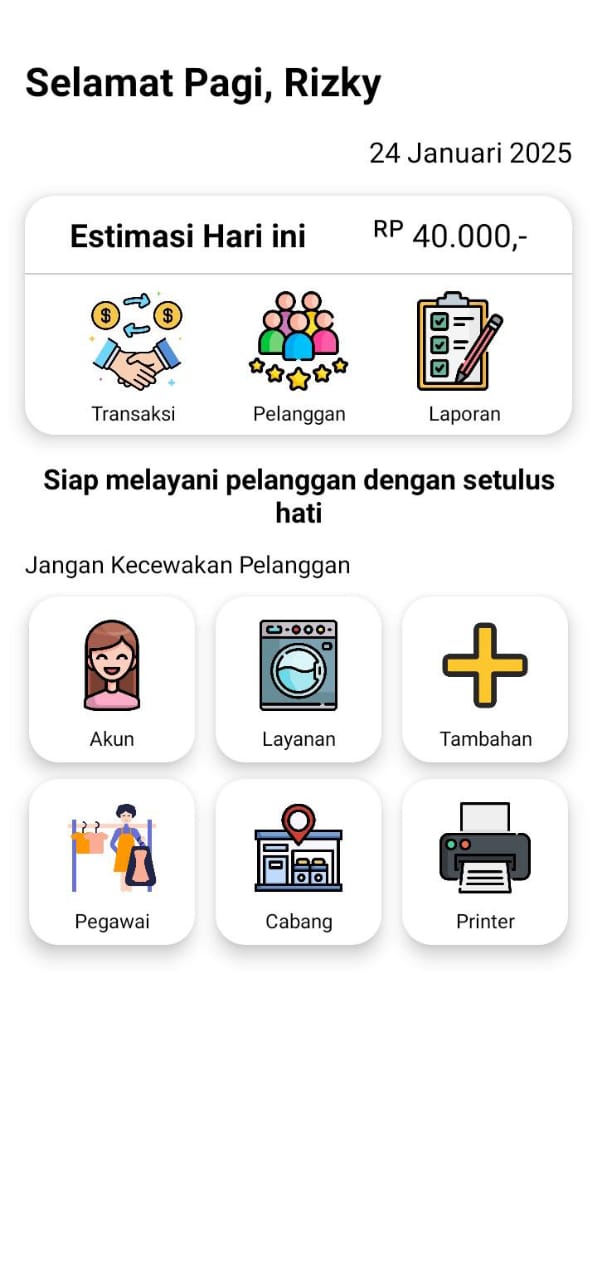 Selamat Pagi, Rizky
24 Januari 2025
Estimasi Hari ini
RP 40.000,-
$ $
Transaksi
Pelanggan
Laporan
Siap melayani pelanggan dengan setulus
hati
Jangan Kecewakan Pelanggan
Akun
Layanan
Tambahan
Pegawai
Cabang
Printer